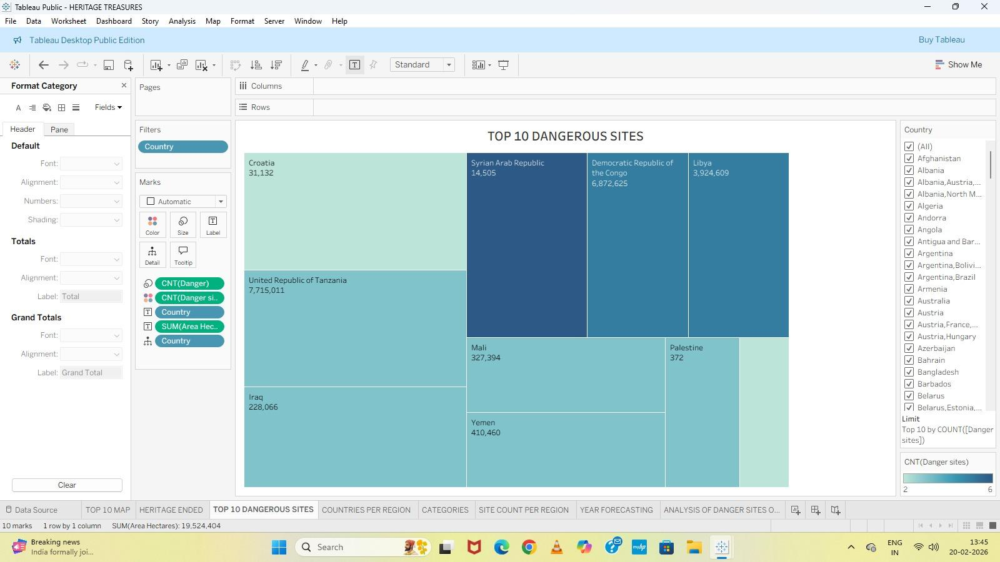 Tableau Public - HERITAGE TREASURES
File Data Worksheet Dashboard Story Analysis Map Format Server Window Help
Tableau Desktop Public Edition
Buy Tableau
Standard
Show Me
Format Category
Fields
Header Pane
Default
Font:
Alignment:
Numbers:
Shading:
Totals
Font:
Alignment:
Label: Total
Grand Totals
Font:
Alignment:
Label: Grand Total
Clear
Pages
Filters
Country
Marks
Automatic
Color Size Label
Detail Tooltip
CNT(Danger)
CNT(Danger si..
Country
SUM(Area Hec..
Country
Columns
Rows
TOP 10 DANGEROUS SITES
Croatia
31,132
United Republic of Tanzania
7,715,011
Iraq
228,066
Syrian Arab Republic
14,505
Democratic Republic of
the Congo
6,872,625
Libya
3,924,609
Mali
327,394
Yemen
410,460
Palestine
372
Country
(All)
Afghanistan
Albania
Albania,Austria,...
Albania,North M...
Algeria
Andorra
Angola
Antigua and Bar...
Argentina
Argentina,Bolivi...
Argentina,Brazil
Armenia
Australia
Austria
Austria,France,...
Austria,Hungary
Azerbaijan
Bahrain
Bangladesh
Barbados
Belarus
Belarus,Estonia,...
Limit
Top 10 by COUNT([Danger
sites])
CNT(Danger sites)
2 6
Data Source TOP 10 MAP HERITAGE ENDED TOP 10 DANGEROUS SITES COUNTRIES PER REGION CATEGORIES SITE COUNT PER REGION YEAR FORECASTING ANALYSIS OF DANGER SITES O...
10 marks 1 row by 1 column SUM(Area Hectares): 19,524,404
Breaking news
India formally joi...
Search
myhp
ENG
IN
13:45
20-02-2026